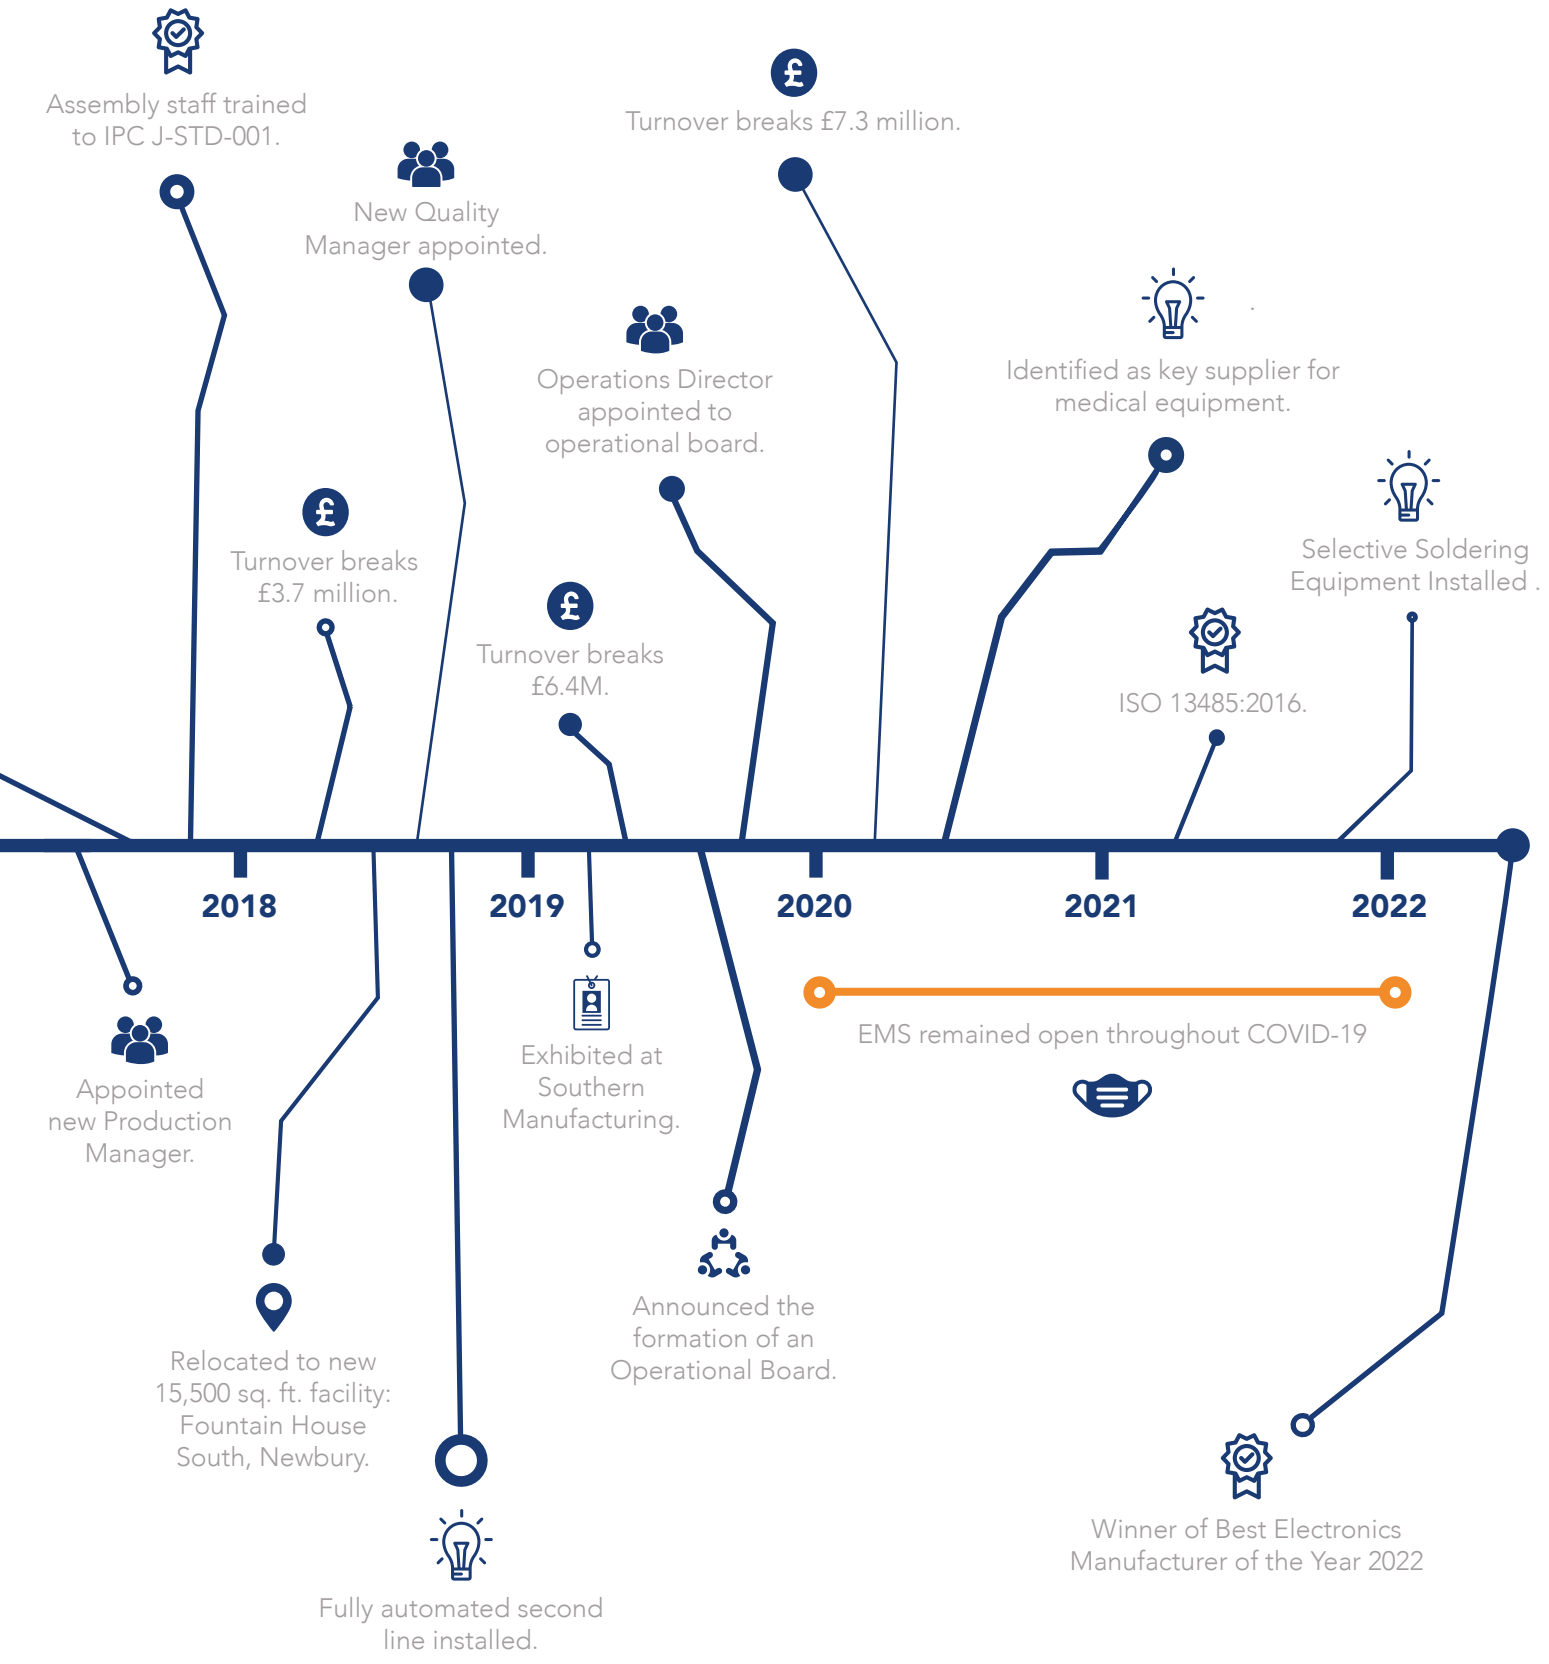 Assembly staff trained
to IPC J-STD-001.
New Quality
Manager appointed.
Turnover breaks £7.3 million.
Operations Director
appointed to
operational board.
Identified as key supplier for
medical equipment.
Turnover breaks
£3.7 million.
Turnover breaks
£6.4M.
ISO 13485:2016.
Selective Soldering
Equipment Installed .
2018
2019
2020
2021
2022
Appointed
new Production
Manager.
Exhibited at
Southern
Manufacturing.
EMS remained open throughout COVID-19
Relocated to new
15,500 sq. ft. facility:
Fountain House
South, Newbury.
Announced the
formation of an
Operational Board.
Fully automated second
line installed.
Winner of Best Electronics
Manufacturer of the Year 2022